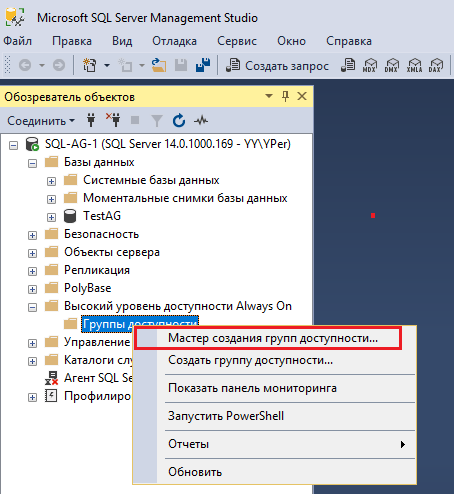 Microsoft SQL Server Management Studio
Файл Правка Вид Отладка Сервис Окно Справка
Создать запрос
MDX DMX XMLA DAX
Обозреватель объектов
Соединить
SQL-AG-1 (SQL Server 14.0.1000.169 - YY\YPer)
Базы данных
Системные базы данных
Моментальные снимки базы данных
TestAG
Безопасность
Объекты сервера
Репликация
PolyBase
Высокий уровень доступности Always On
Группы доступности
Мастер создания групп доступности...
Управление
Создать группу доступности...
Каталоги слу
Агент SQL Se
Показать панель мониторинга
Профилиро
Запустить PowerShell
Отчеты
Обновить